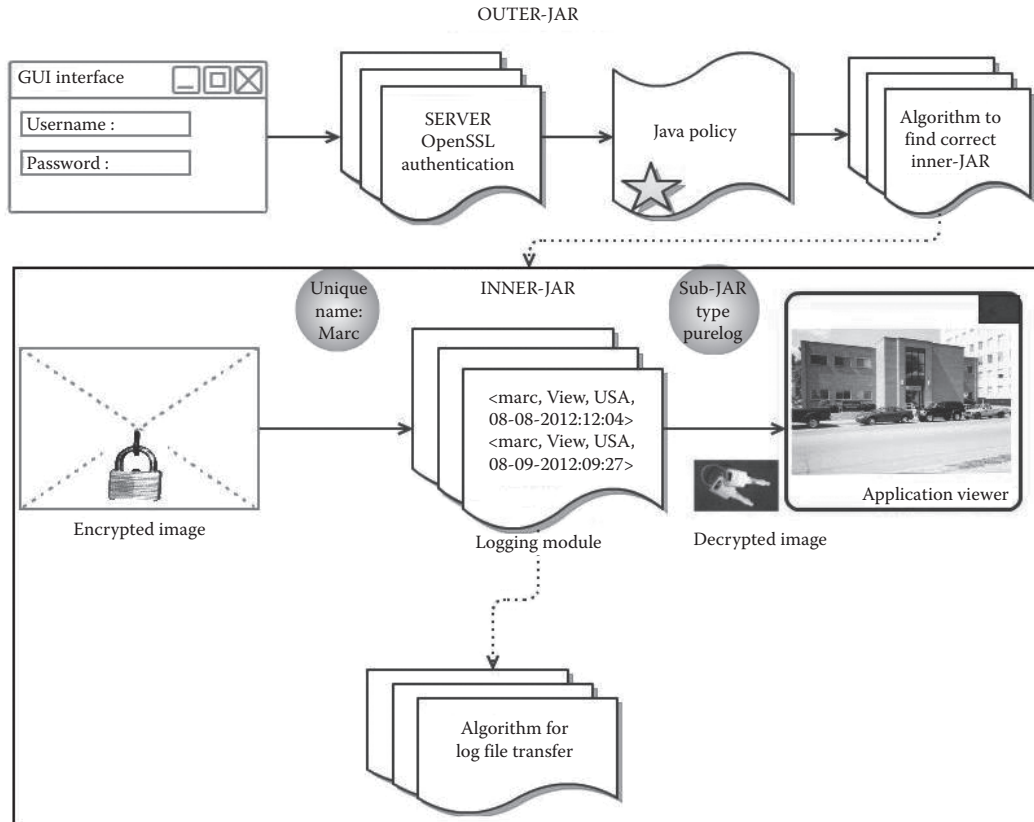 OUTER-JAR
GUI interface
Username :
Password :
SERVER
OpenSSL
authentication
Java policy
Algorithm to
find correct
inner-JAR
INNER-JAR
Unique
name:
Marc
Sub-JAR
type
purelog
<marc, View, USA,
08-08-2012:12:04>
<marc, View, USA,
08-09-2012:09:27>
Application viewer
Encrypted image
Logging module
Decrypted image
Algorithm for
log file transfer